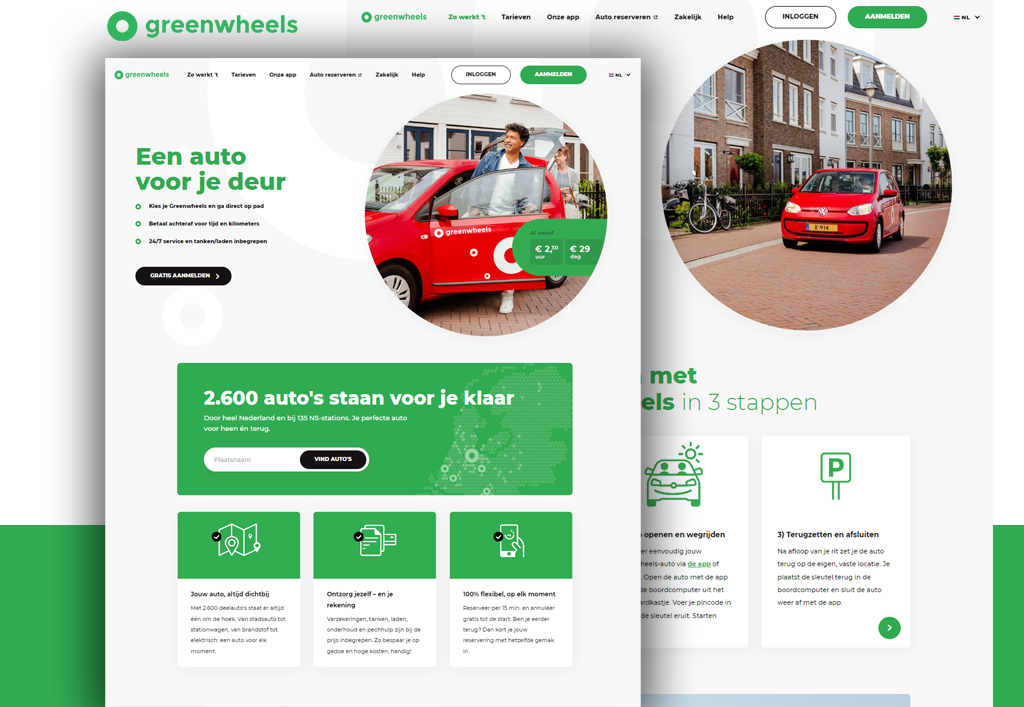 greenwheels
greenwheels
Zo werkt 't
Tarieven
Onze app
Auto reserveren
Zakelijk
Help
INLOGGEN
AANMELDEN
NL
greenwheels
Zo werkt 't
Tarieven
Onze app
Auto reserveren
Zakelijk
Help
INLOGGEN
AANMELDEN
NL
Een auto
voor je deur
Kies je Greenwheels en ga direct op pad
Betaal achteraf voor tijd en kilometers
24/7 service en tanken/laden inbegrepen
GRATIS AANMELDEN
greenwheels
Al vanaf
€ 2,50
uur
€ 29
dag
X-914
2.600 auto's staan voor je klaar
Door heel Nederland en bij 135 NS-stations. Je perfecte auto
voor heen én terug.
Plaatsnaam
VIND AUTO'S
Jouw auto, altijd dichtbij
Met 2.600 deelauto's staat er altijd
één om de hoek. Van stadsauto tot
stationwagen, van brandstof tot
elektrisch: een auto voor elk
moment.
Ontzorg jezelf – en je
rekening
Verzekeringen, tanken, laden,
onderhoud en pechhulp zijn bij de
prijs inbegrepen. Zo bespaar je op
gedoe en hoge kosten, handig!
100% flexibel, op elk moment
Reserveer per 15 min. en annuleer
gratis tot de start. Ben je eerder
terug? Dan kort je jouw
reservering met hetzelfde gemak
in.
met
els in 3 stappen
openen en wegrijden
er eenvoudig jouw
heels-auto via de app of
. Open de auto met de app
de boordcomputer uit het
ardkastje. Voer je pincode in
de sleutel eruit. Starten
P
3) Terugzetten en afsluiten
Na afloop van je rit zet je de auto
terug op de eigen, vaste locatie. Je
plaatst de sleutel terug in de
boordcomputer en sluit de auto
weer af met de app.